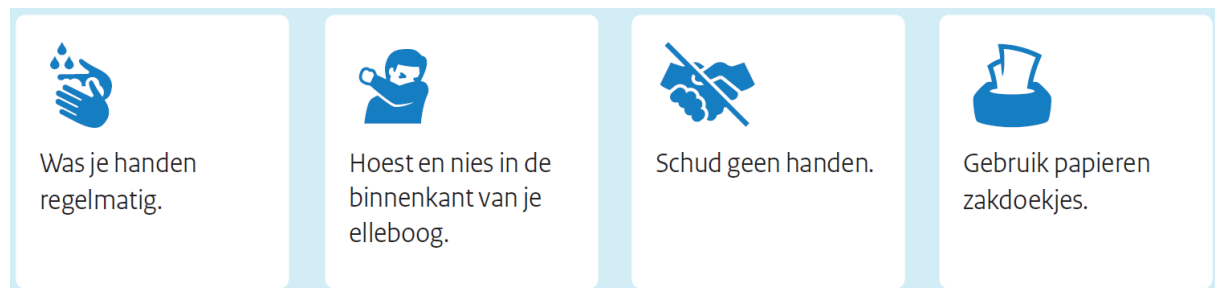 Was je handen
regelmatig.
Hoest en nies in de
binnenkant van je
elleboog.
Schud geen handen.
Gebruik papieren
zakdoekjes.